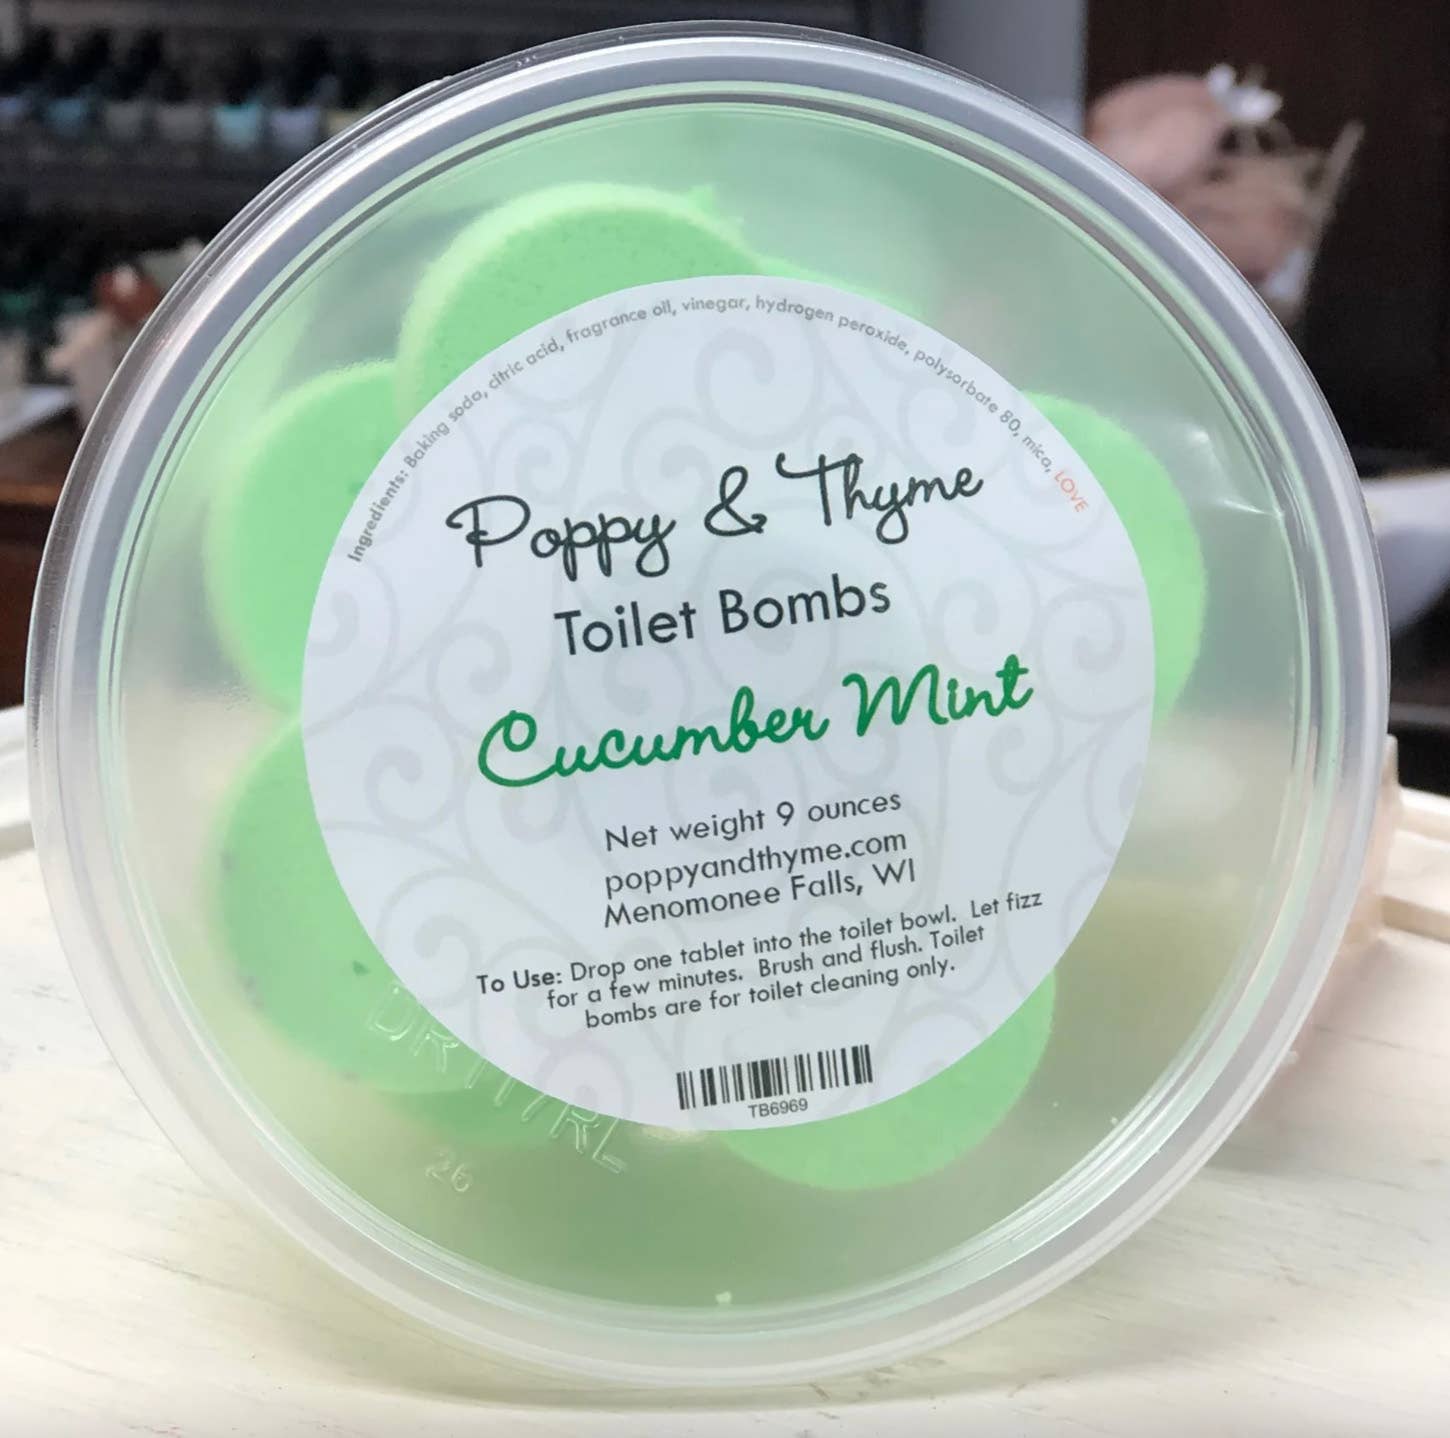 Ingredients: Baking soda, citric acid, fragrance oil, vinegar, hydrogen peroxide, polysorbate 80, mica, LOVE
Poppy & Thyme
Toilet Bombs
Cucumber Mint
Net weight 9 ounces
poppyandthyme.com
Menomonee Falls, WI
To Use: Drop one tablet into the toilet bowl. Let fizz
for a few minutes. Brush and flush. Toilet
bombs are for toilet cleaning only.
TB6969
26